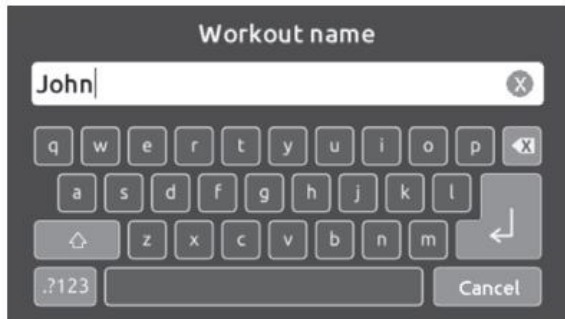 Workout name
John
X
q w e r t y u i o p X
a s d f g h j k l
z x c v b n m
.?123 Cancel